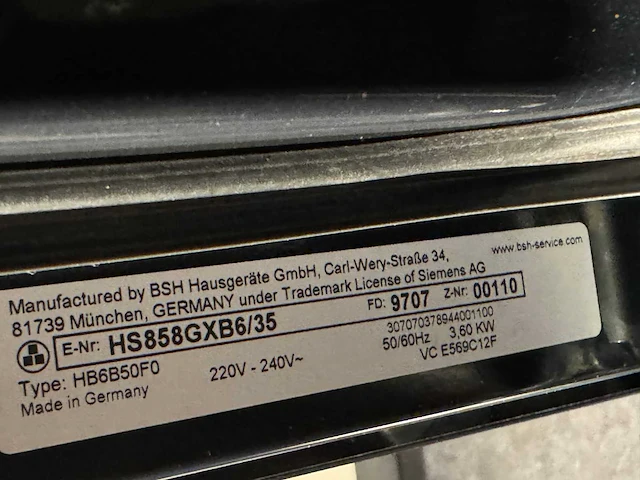 Manufactured by BSH Hausgeräte GmbH, Carl-Wery-Straße 34, www.bsh-service.com
81739 München, GERMANY under Trademark License of Siemens AG
E-Nr: HS858GXB6/35 FD: 9707 Z-Nr: 00110
307070378944001100
Type: HB6B50F0 220V - 240V~ 50/60Hz 3,60 KW
Made in Germany VC E569C12F